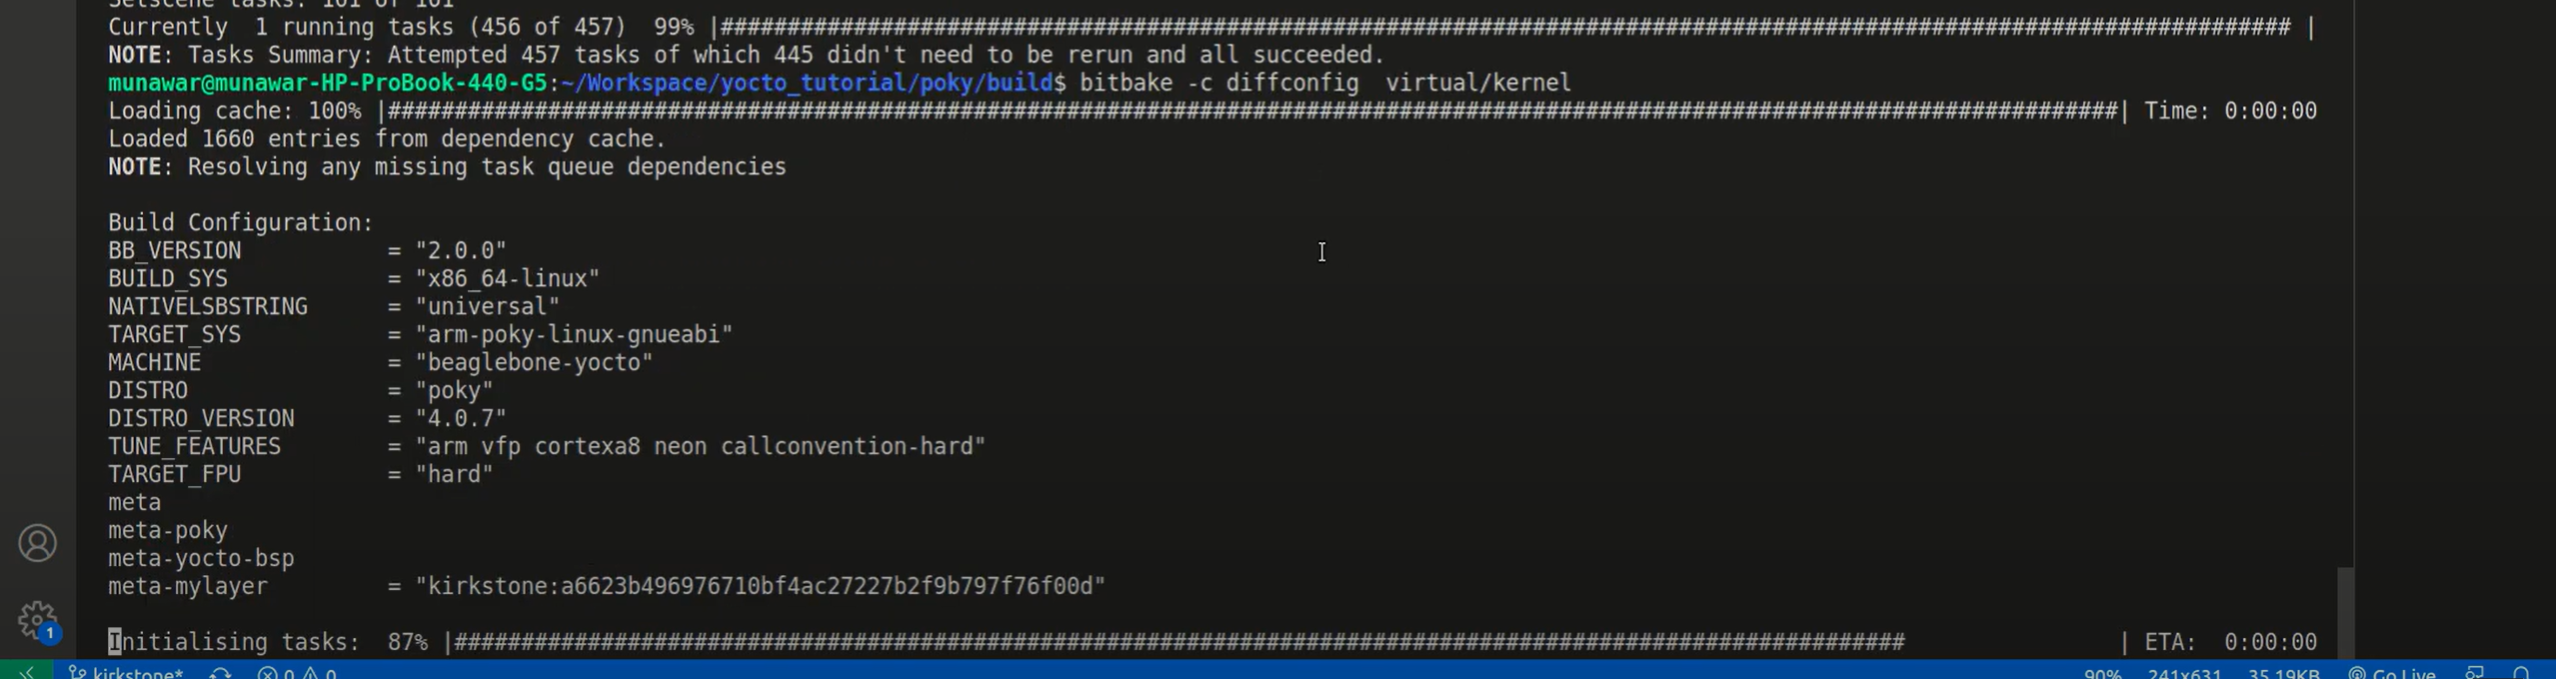 Setscene tasks: 161 of 161
Currently  1 running tasks (456 of 457)  99% |######################################################################################################################|
NOTE: Tasks Summary: Attempted 457 tasks of which 445 didn't need to be rerun and all succeeded.
munawar@munawar-HP-ProBook-440-G5:~/Workspace/yocto_tutorial/poky/build$ bitbake -c diffconfig  virtual/kernel
Loading cache: 100% |##################################################################################################################################| Time: 0:00:00
Loaded 1660 entries from dependency cache.
NOTE: Resolving any missing task queue dependencies
Build Configuration:
BB_VERSION           = "2.0.0"
BUILD_SYS            = "x86_64-linux"
NATIVELSBSTRING      = "universal"
TARGET_SYS           = "arm-poky-linux-gnueabi"
MACHINE              = "beaglebone-yocto"
DISTRO               = "poky"
DISTRO_VERSION       = "4.0.7"
TUNE_FEATURES        = "arm vfp cortexa8 neon callconvention-hard"
TARGET_FPU           = "hard"
meta
meta-poky
meta-yocto-bsp
meta-mylayer         = "kirkstone:a6623b496976710bf4ac27227b2f9b797f76f00d"
Initialising tasks:  87% |#############################################################################################################                | ETA:  0:00:00
1
kirkstone* 0 0 90% 241x631 35.19KB Go Live